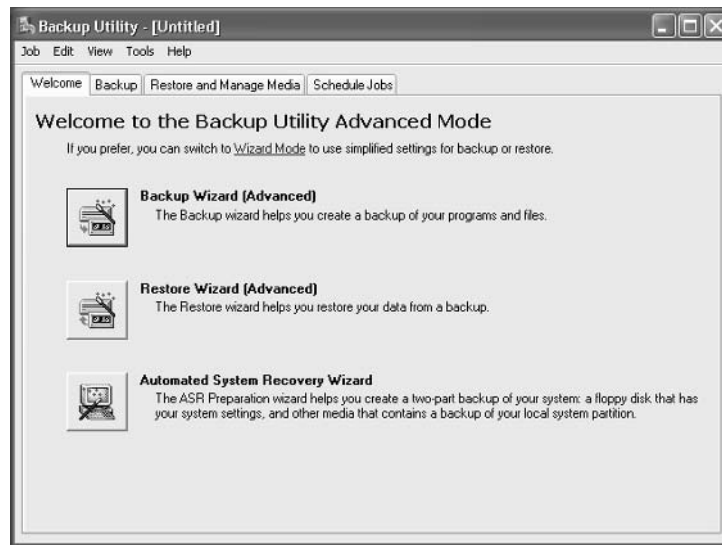 Backup Utility - [Untitled]
Job Edit View Tools Help
Welcome Backup Restore and Manage Media Schedule Jobs
Welcome to the Backup Utility Advanced Mode
If you prefer, you can switch to Wizard Mode to use simplified settings for backup or restore.
Backup Wizard (Advanced)
The Backup wizard helps you create a backup of your programs and files.
Restore Wizard (Advanced)
The Restore wizard helps you restore your data from a backup.
Automated System Recovery Wizard
The ASR Preparation wizard helps you create a two-part backup of your system: a floppy disk that has
your system settings, and other media that contains a backup of your local system partition.